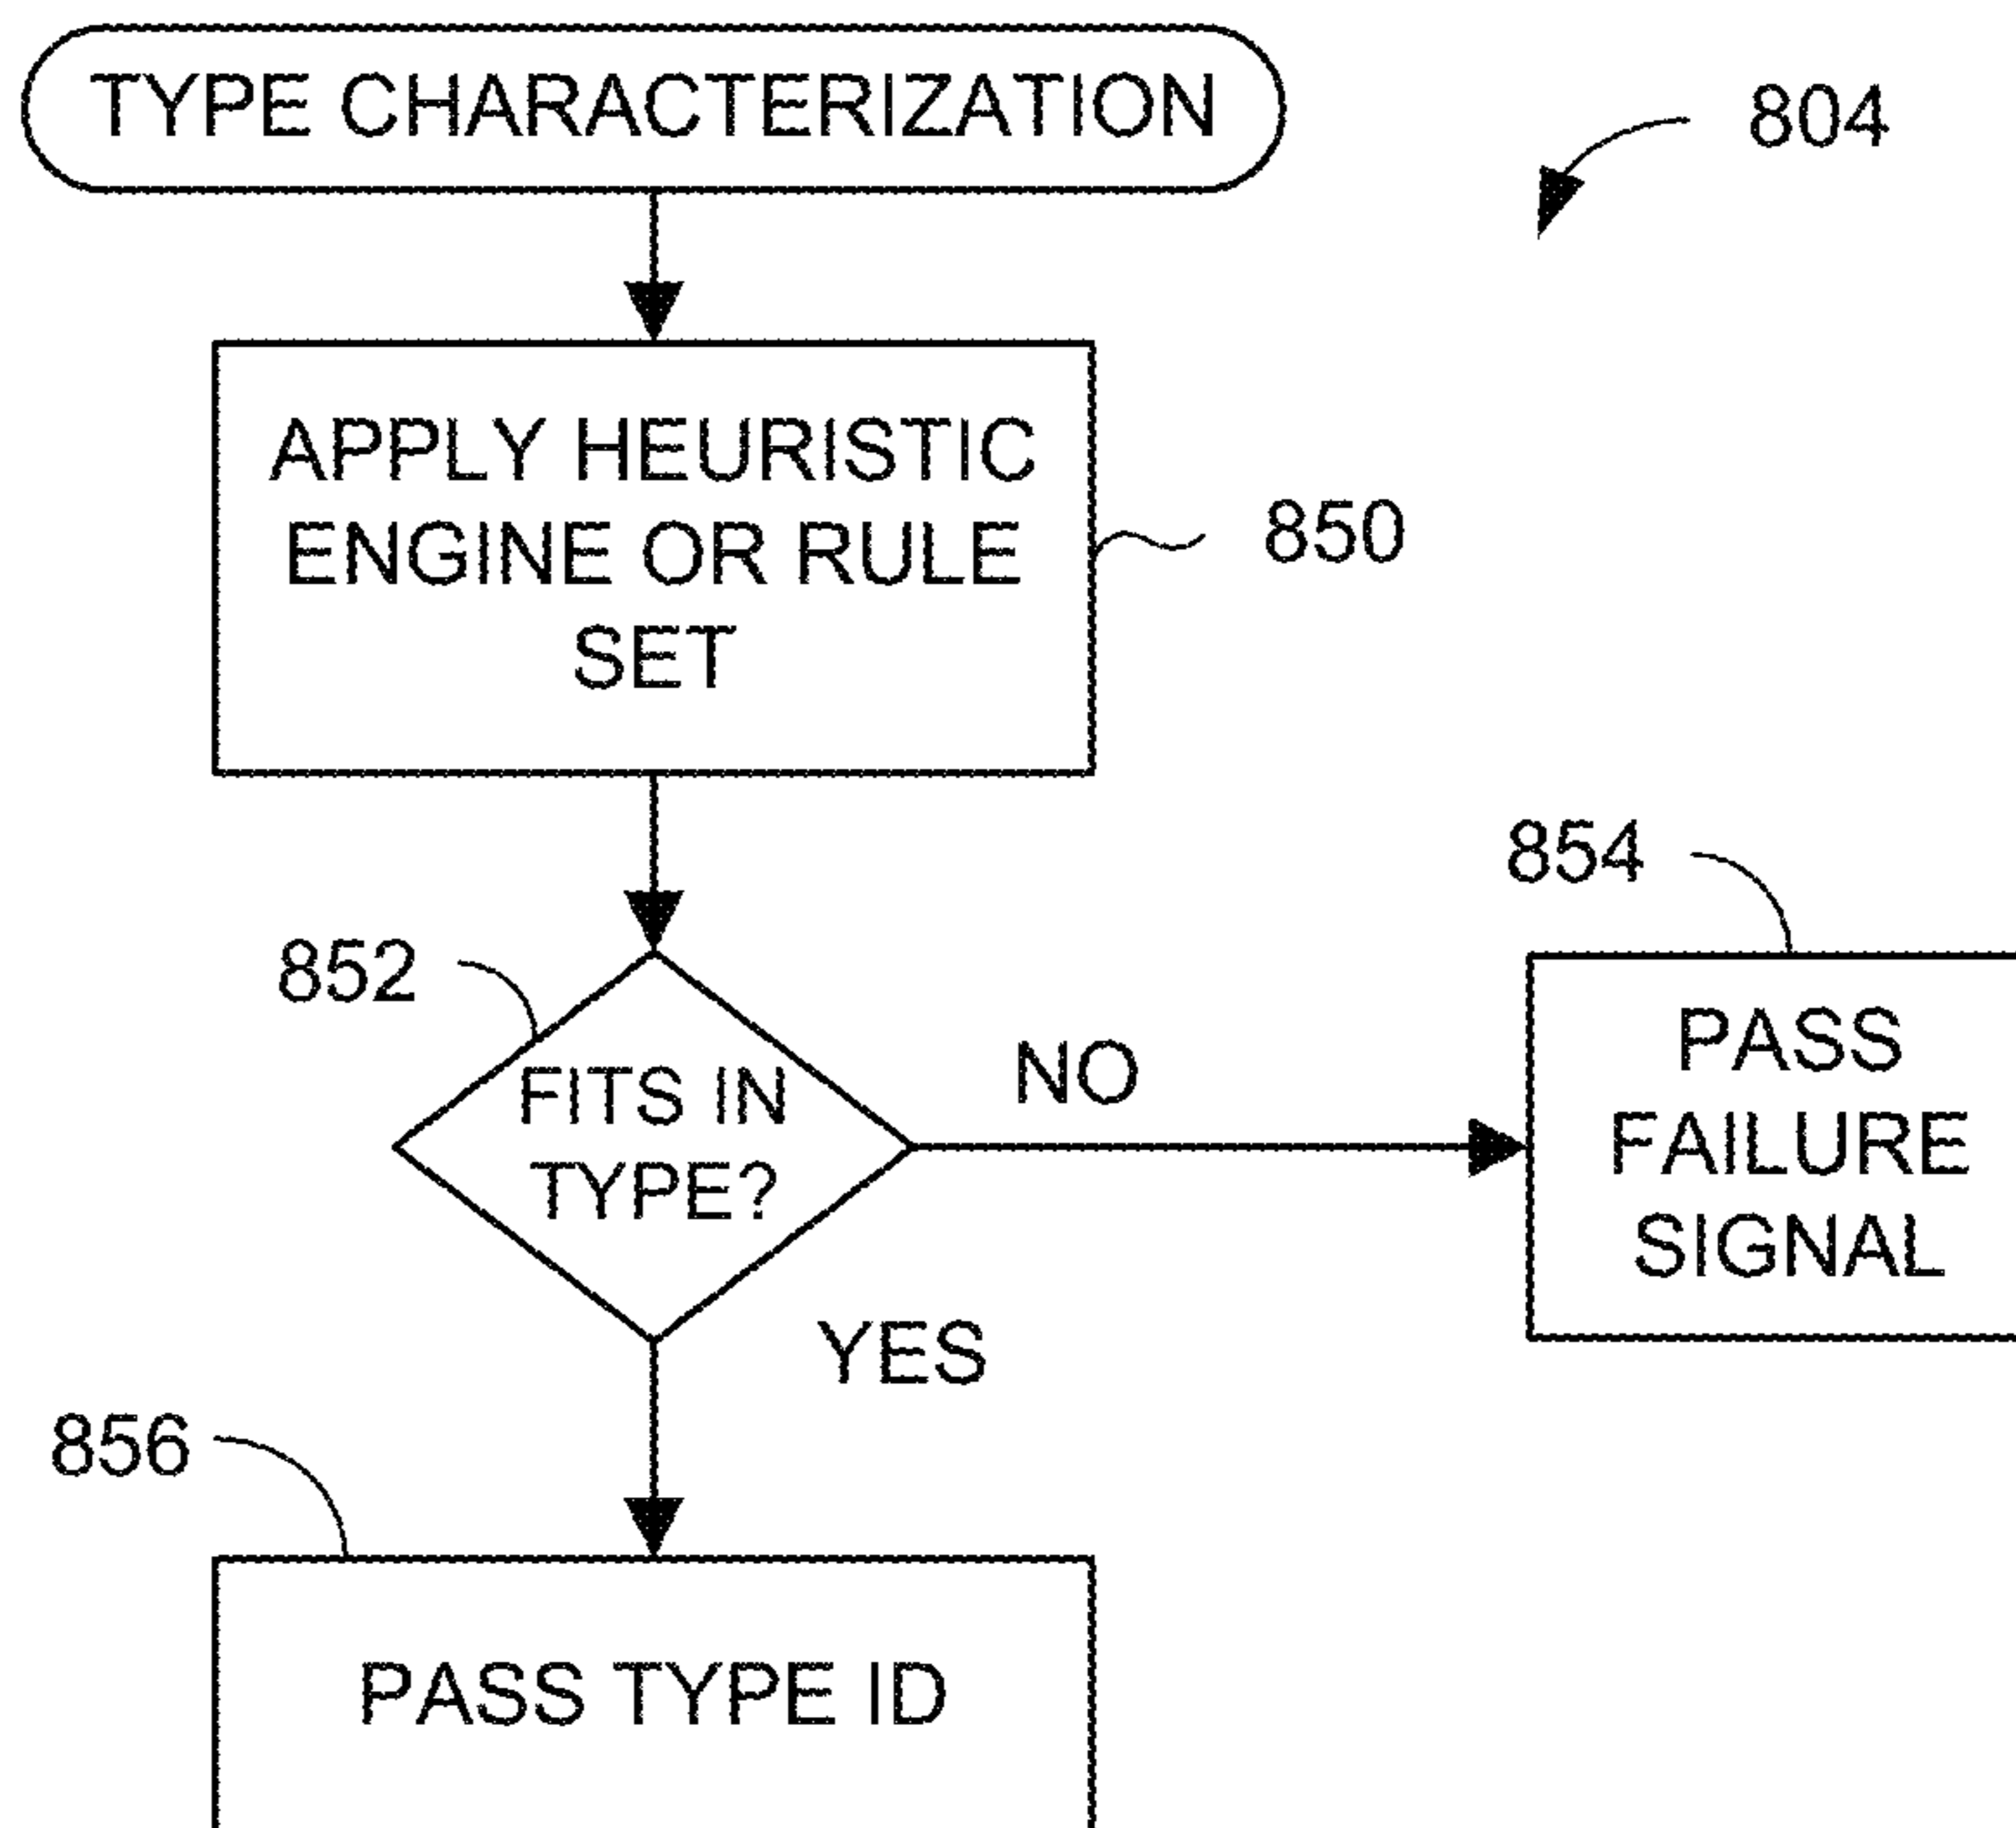 TYPE CHARACTERIZATION
804
APPLY HEURISTIC
ENGINE OR RULE
SET
850
852
FITS IN
TYPE?
NO
854
PASS
FAILURE
SIGNAL
YES
856
PASS TYPE ID